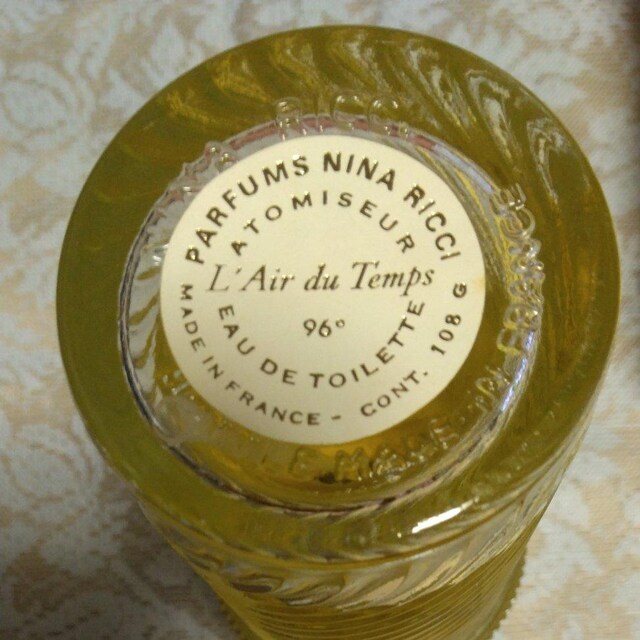 PARFUMS NINA RICCI
ATOMISEUR
L'Air du Temps
96°
EAU DE TOILETTE
MADE IN FRANCE - CONT. 108 G